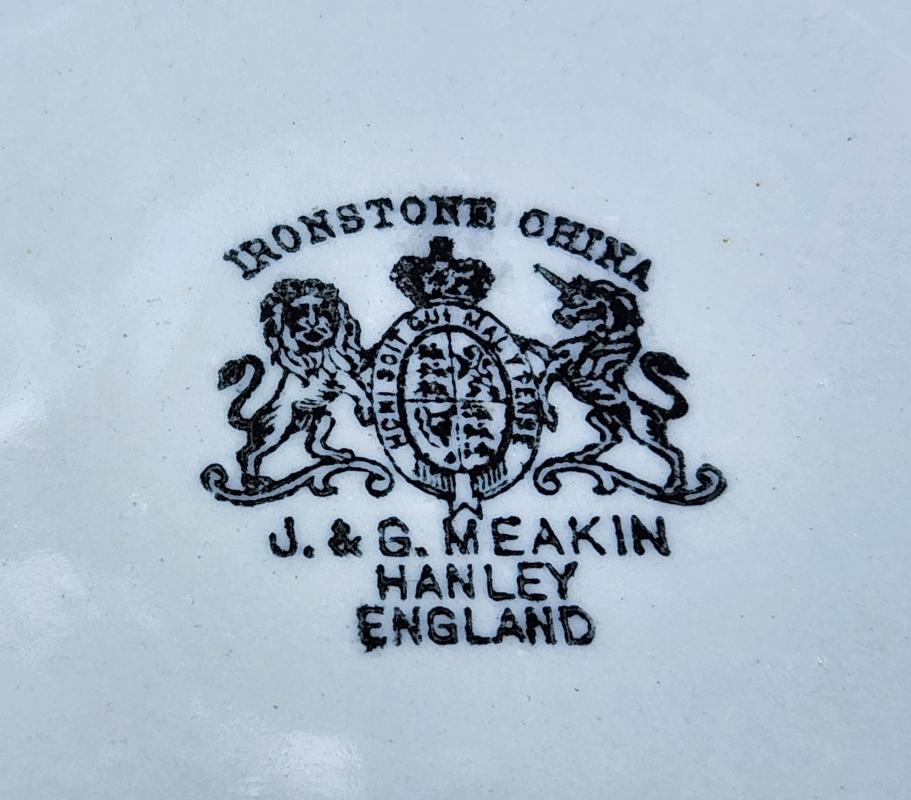 IRONSTONE CHINA
HONI SOIT QUI MAL Y PENSE
J. & G. MEAKIN
HANLEY
ENGLAND